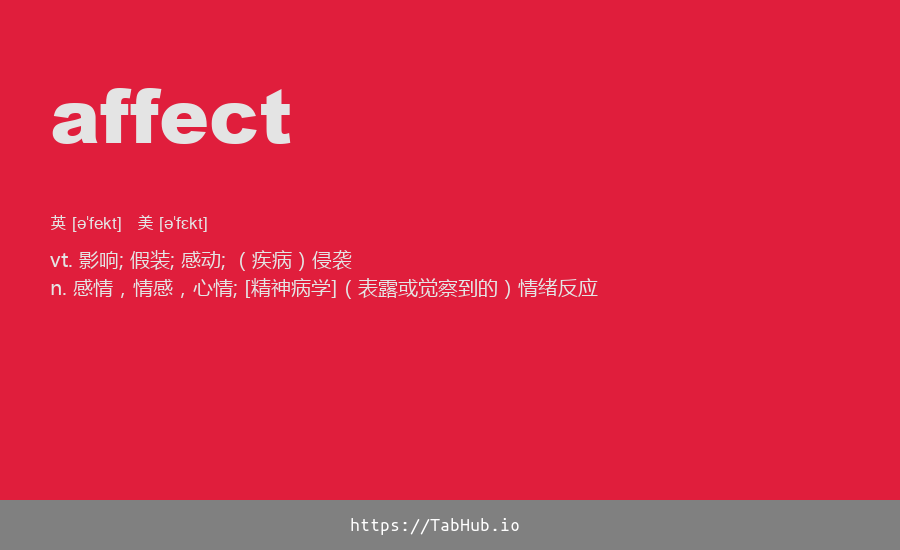 affect
英 [ə'fekt] 美 [ə'fɛkt]
vt. 影响; 假装; 感动; （疾病）侵袭
n. 感情，情感，心情; [精神病学]（表露或觉察到的）情绪反应
https://TabHub.io